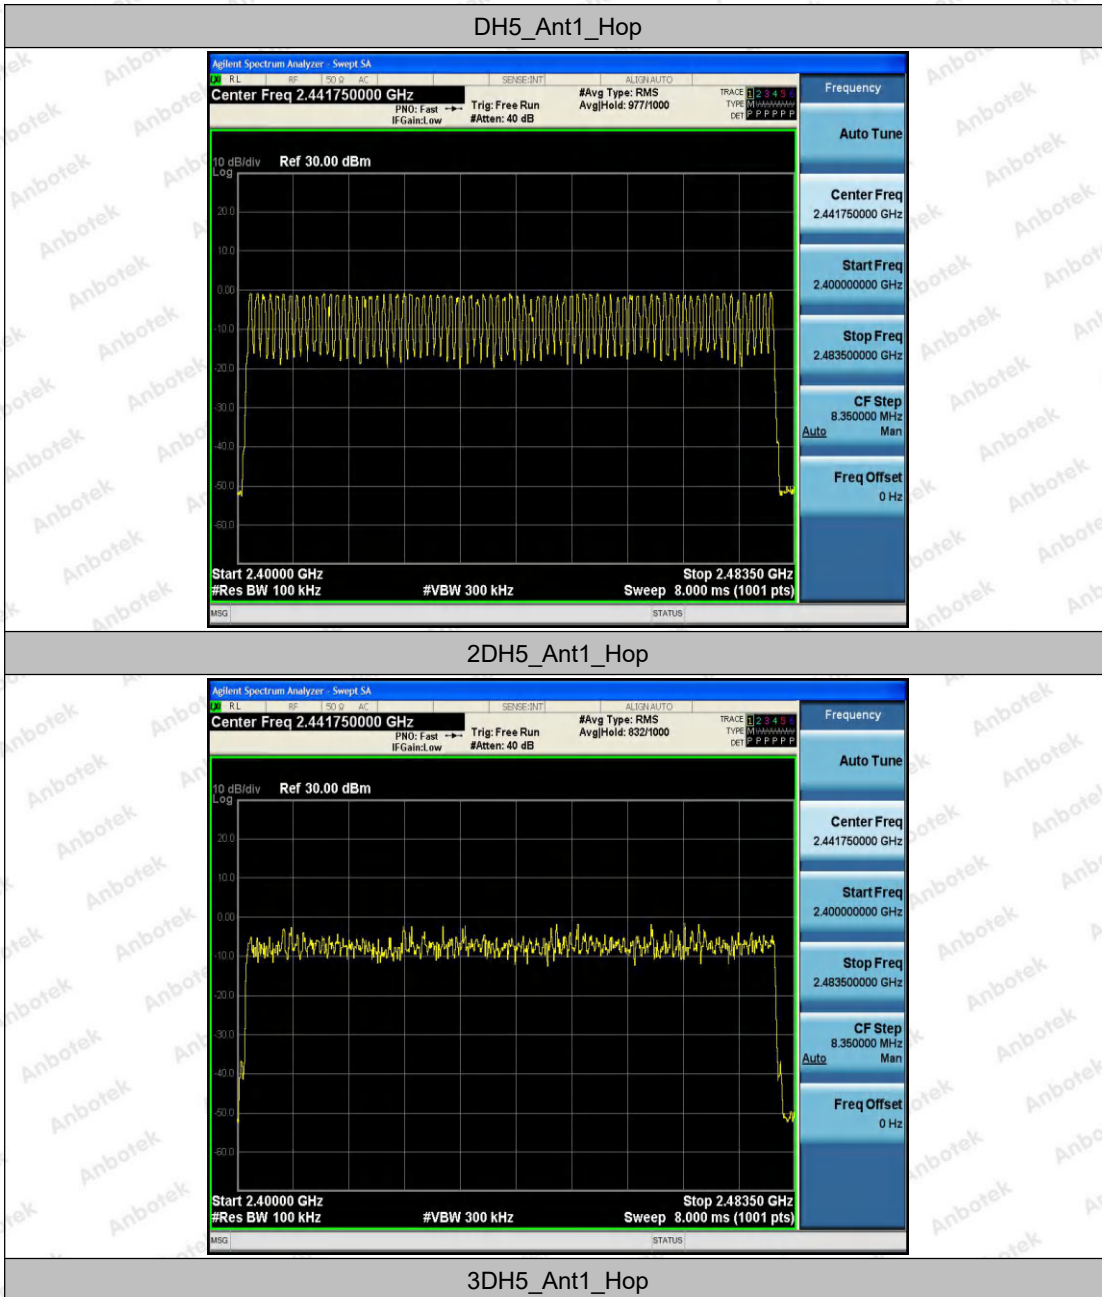 DH5_Ant1_Hop
Agilent Spectrum Analyzer - Swept SA
RL RF 50 Ω AC SENSE:INT ALIGNAUTO
Center Freq 2.441750000 GHz
PNO: Fast
IFGain:Low
Trig: Free Run
#Atten: 40 dB
#Avg Type: RMS
Avg|Hold: 977/1000
TRACE 1 2 3 4 5 6
TYPE M
DET P P P P P P
10 dB/div Ref 30.00 dBm
Log
20.0
10.0
0.00
-10.0
-20.0
-30.0
-40.0
-50.0
-60.0
Start 2.40000 GHz Stop 2.48350 GHz
#Res BW 100 kHz #VBW 300 kHz Sweep 8.000 ms (1001 pts)
MSG STATUS
Frequency
Auto Tune
Center Freq
2.441750000 GHz
Start Freq
2.400000000 GHz
Stop Freq
2.483500000 GHz
CF Step
8.350000 MHz
Auto Man
Freq Offset
0 Hz
2DH5_Ant1_Hop
Agilent Spectrum Analyzer - Swept SA
RL RF 50 Ω AC SENSE:INT ALIGNAUTO
Center Freq 2.441750000 GHz
PNO: Fast
IFGain:Low
Trig: Free Run
#Atten: 40 dB
#Avg Type: RMS
Avg|Hold: 832/1000
TRACE 1 2 3 4 5 6
TYPE M
DET P P P P P P
10 dB/div Ref 30.00 dBm
Log
20.0
10.0
0.00
-10.0
-20.0
-30.0
-40.0
-50.0
-60.0
Start 2.40000 GHz Stop 2.48350 GHz
#Res BW 100 kHz #VBW 300 kHz Sweep 8.000 ms (1001 pts)
MSG STATUS
Frequency
Auto Tune
Center Freq
2.441750000 GHz
Start Freq
2.400000000 GHz
Stop Freq
2.483500000 GHz
CF Step
8.350000 MHz
Auto Man
Freq Offset
0 Hz
3DH5_Ant1_Hop